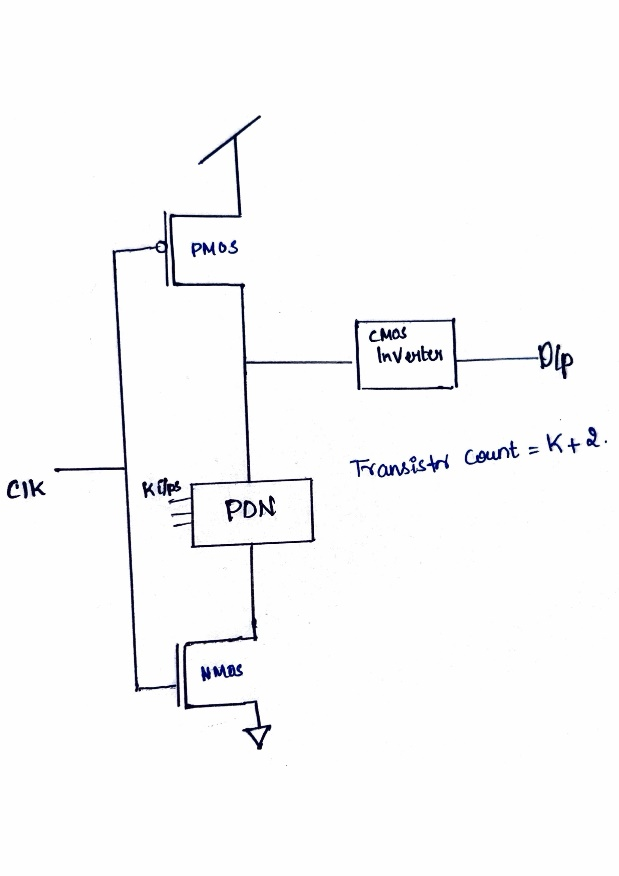 PMOS
CMOS
Inverter
O/p
Transistor count = K+2.
Clk
K i/ps
PDN
NMOS